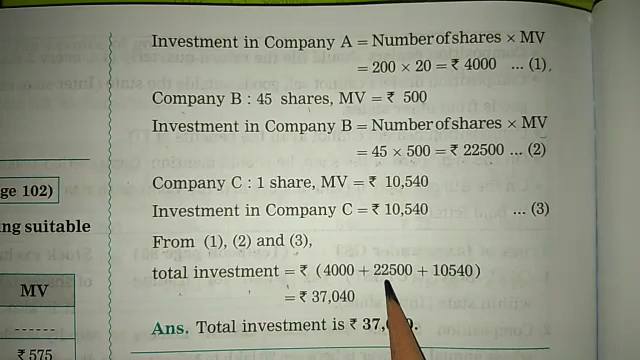 Investment in Company A = Number of shares × MV
= 200 × 20 = ₹ 4000 ... (1)
Company B : 45 shares, MV = ₹ 500
Investment in Company B = Number of shares × MV
= 45 × 500 = ₹ 22500 ... (2)
Company C : 1 share, MV = ₹ 10,540
Investment in Company C = ₹ 10,540 ... (3)
From (1), (2) and (3),
total investment = ₹ (4000 + 22500 + 10540)
= ₹ 37,040
Ans. Total investment is ₹ 37,
ge 102)
ng suitable
MV
------
₹ 575